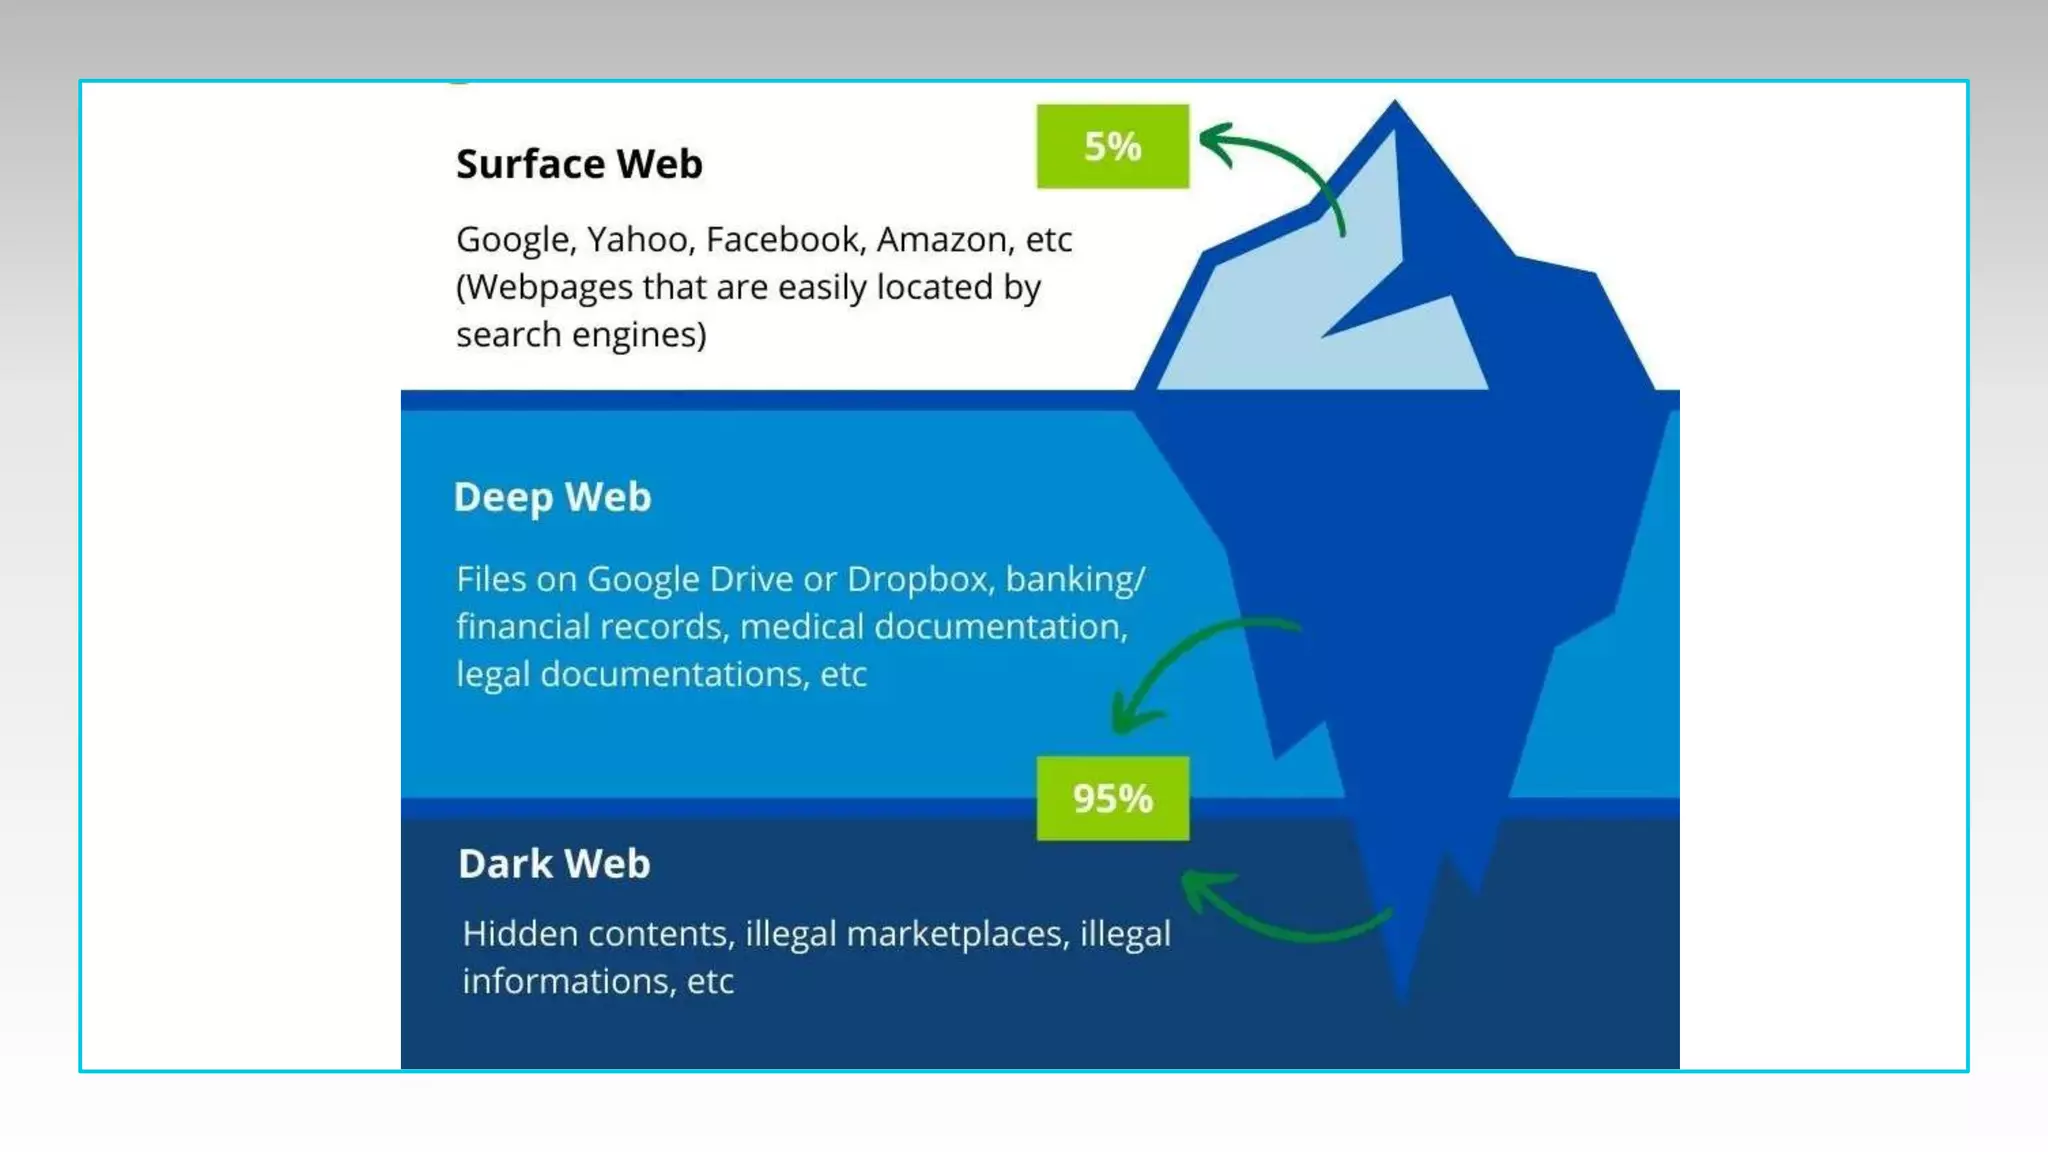 Surface Web
5%
Google, Yahoo, Facebook, Amazon, etc
(Webpages that are easily located by
search engines)
Deep Web
Files on Google Drive or Dropbox, banking/
financial records, medical documentation,
legal documentations, etc
95%
Dark Web
Hidden contents, illegal marketplaces, illegal
informations, etc